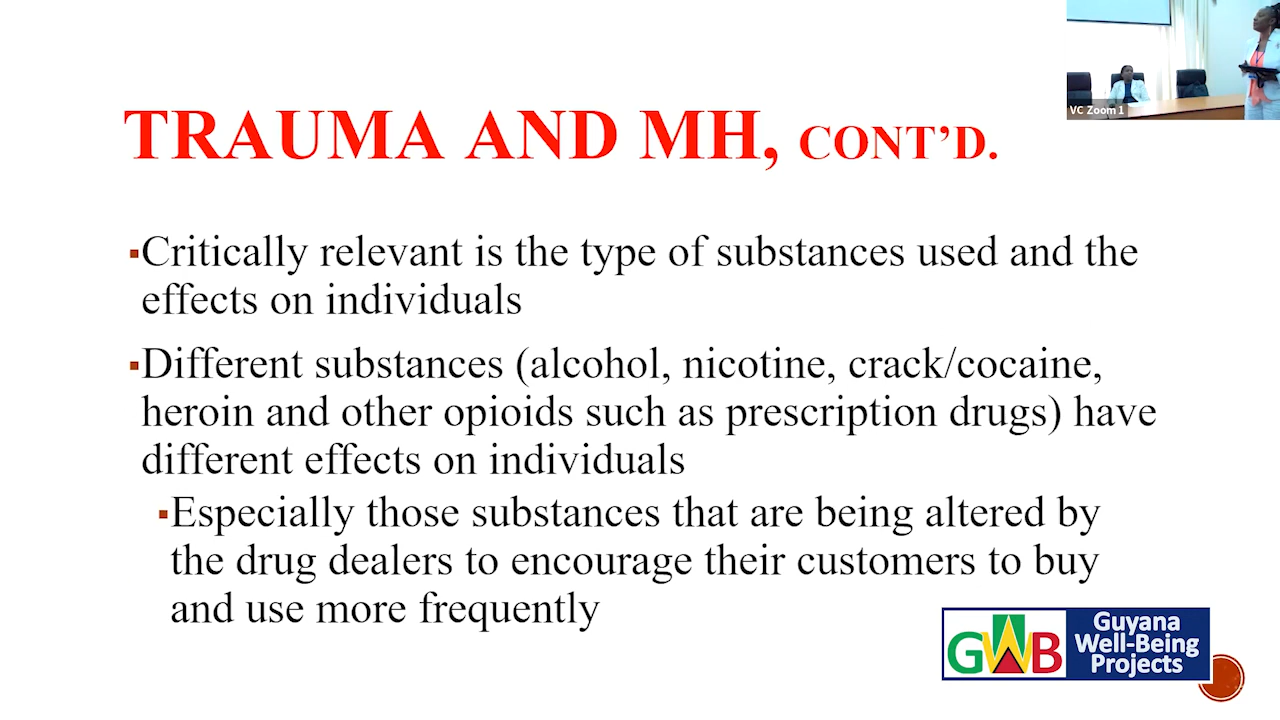 VC Zoom 1
TRAUMA AND MH, CONT’D.
▪Critically relevant is the type of substances used and the
effects on individuals
▪Different substances (alcohol, nicotine, crack/cocaine,
heroin and other opioids such as prescription drugs) have
different effects on individuals
▪Especially those substances that are being altered by
the drug dealers to encourage their customers to buy
and use more frequently
GWB
Guyana
Well-Being
Projects